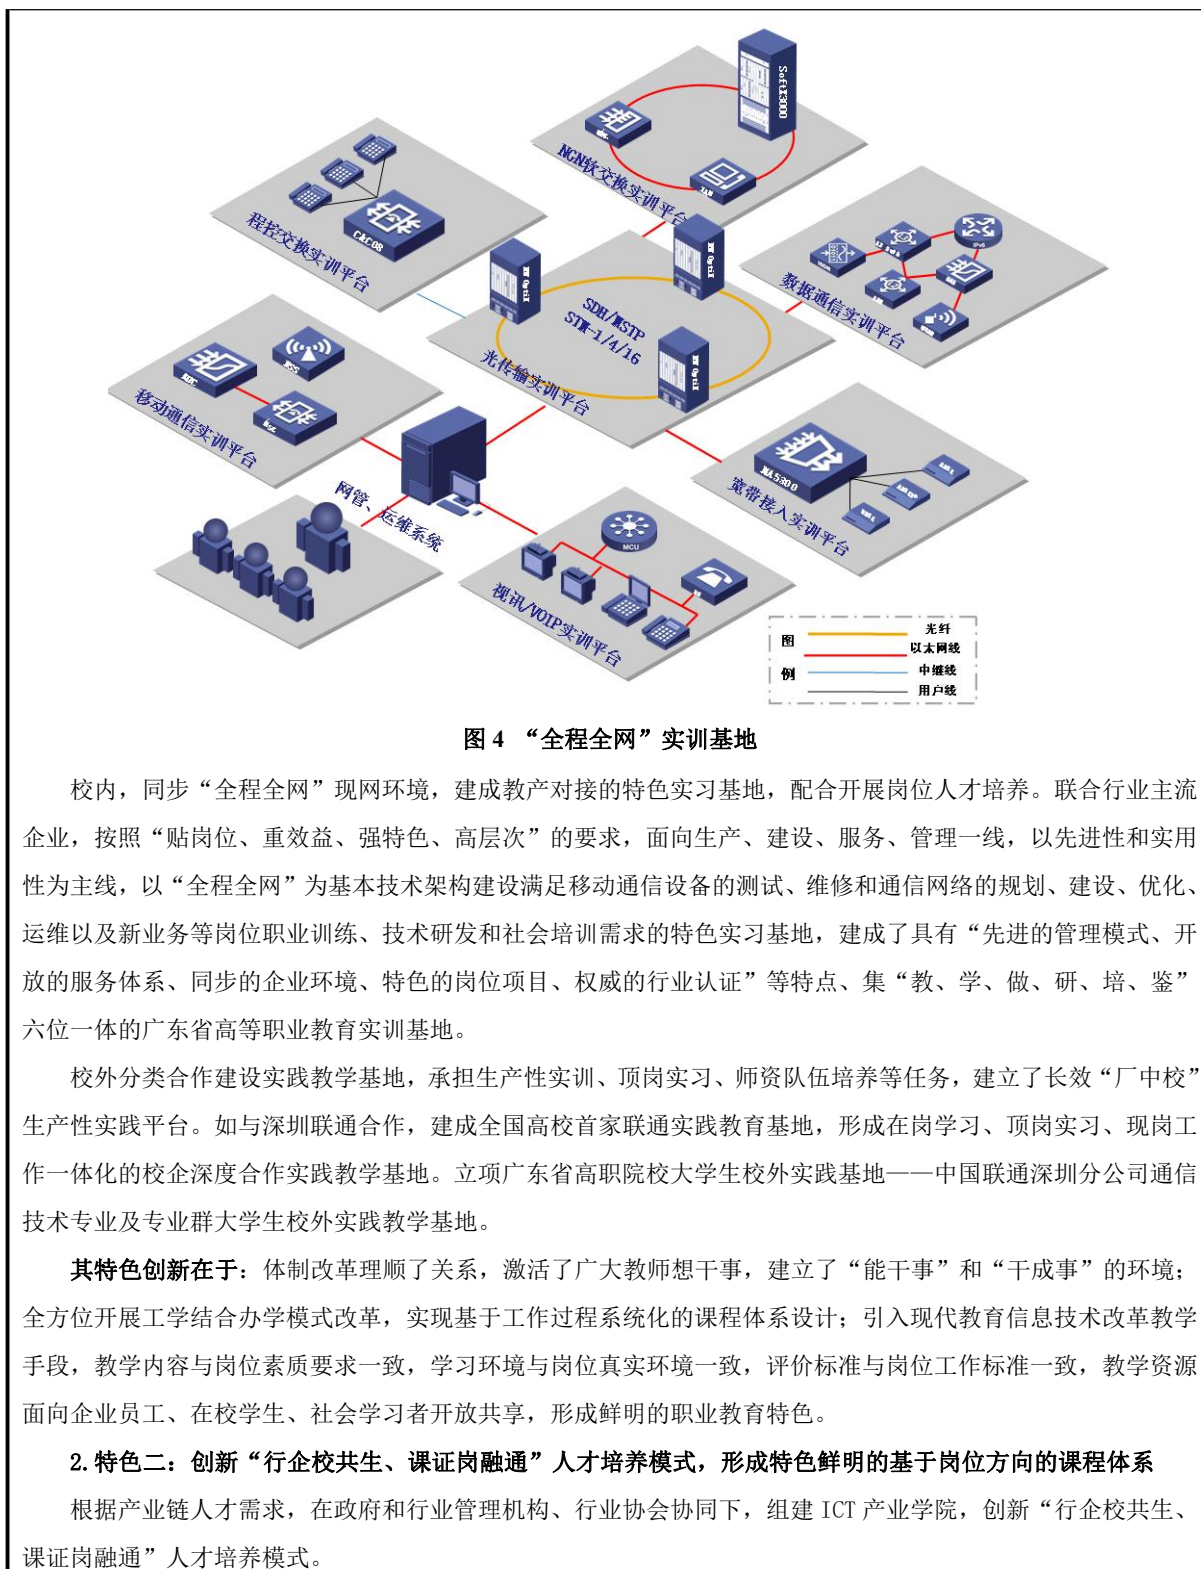 SoftX3000
NGN软交换实训平台
程控交换实训平台
C&C08
IPv6
数据通信实训平台
SDH/MSTP
STM-1/4/16
光传输实训平台
移动通信实训平台
MA5300
宽带接入实训平台
网管、运维系统
MCU
视讯/VOIP实训平台
图
例
光纤
以太网线
中继线
用户线
图 4 “全程全网”实训基地
校内，同步“全程全网”现网环境，建成教产对接的特色实习基地，配合开展岗位人才培养。联合行业主流
企业，按照“贴岗位、重效益、强特色、高层次”的要求，面向生产、建设、服务、管理一线，以先进性和实用
性为主线，以“全程全网”为基本技术架构建设满足移动通信设备的测试、维修和通信网络的规划、建设、优化、
运维以及新业务等岗位职业训练、技术研发和社会培训需求的特色实习基地，建成了具有“先进的管理模式、开
放的服务体系、同步的企业环境、特色的岗位项目、权威的行业认证”等特点、集“教、学、做、研、培、鉴”
六位一体的广东省高等职业教育实训基地。
校外分类合作建设实践教学基地，承担生产性实训、顶岗实习、师资队伍培养等任务，建立了长效“厂中校”
生产性实践平台。如与深圳联通合作，建成全国高校首家联通实践教育基地，形成在岗学习、顶岗实习、现岗工
作一体化的校企深度合作实践教学基地。立项广东省高职院校大学生校外实践基地——中国联通深圳分公司通信
技术专业及专业群大学生校外实践教学基地。
其特色创新在于：体制改革理顺了关系，激活了广大教师想干事，建立了“能干事”和“干成事”的环境；
全方位开展工学结合办学模式改革，实现基于工作过程系统化的课程体系设计；引入现代教育信息技术改革教学
手段，教学内容与岗位素质要求一致，学习环境与岗位真实环境一致，评价标准与岗位工作标准一致，教学资源
面向企业员工、在校学生、社会学习者开放共享，形成鲜明的职业教育特色。
2.特色二：创新“行企校共生、课证岗融通”人才培养模式，形成特色鲜明的基于岗位方向的课程体系
根据产业链人才需求，在政府和行业管理机构、行业协会协同下，组建 ICT 产业学院，创新“行企校共生、
课证岗融通”人才培养模式。